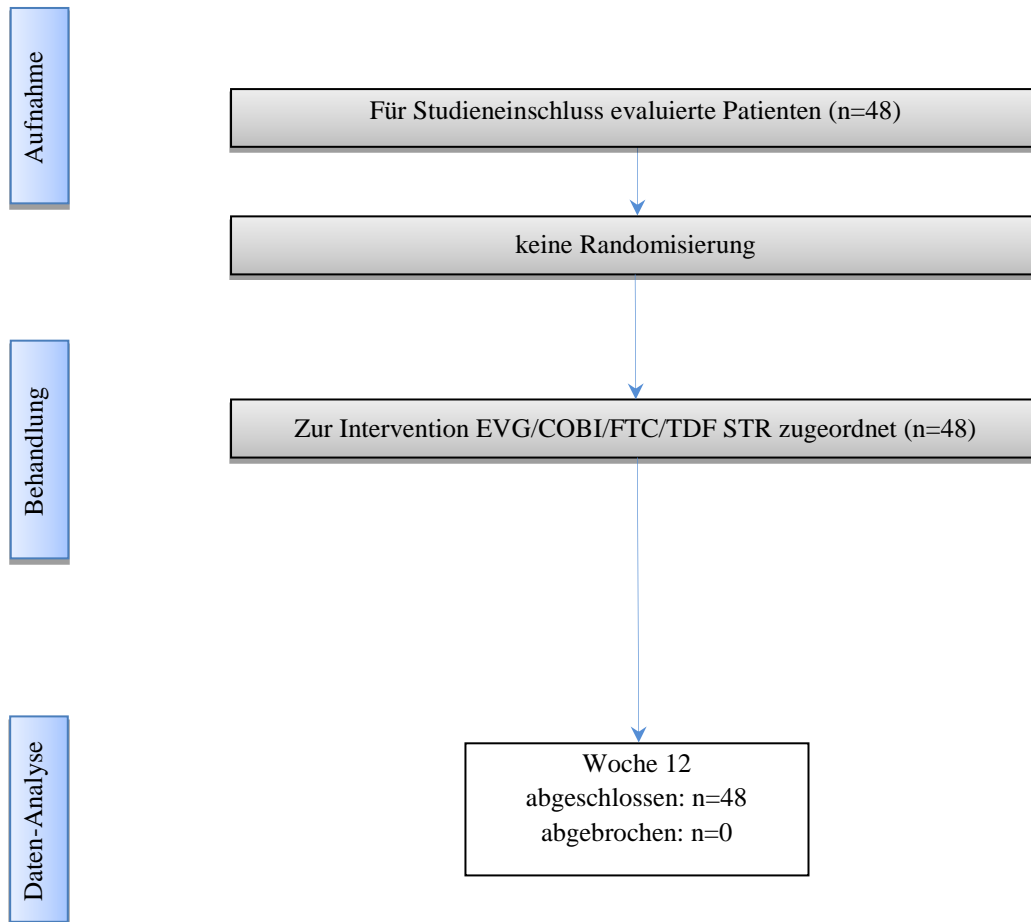 Aufnahme
Für Studieneinschluss evaluierte Patienten (n=48)
keine Randomisierung
Behandlung
Zur Intervention EVG/COBI/FTC/TDF STR zugeordnet (n=48)
Daten-Analyse
Woche 12
abgeschlossen: n=48
abgebrochen: n=0